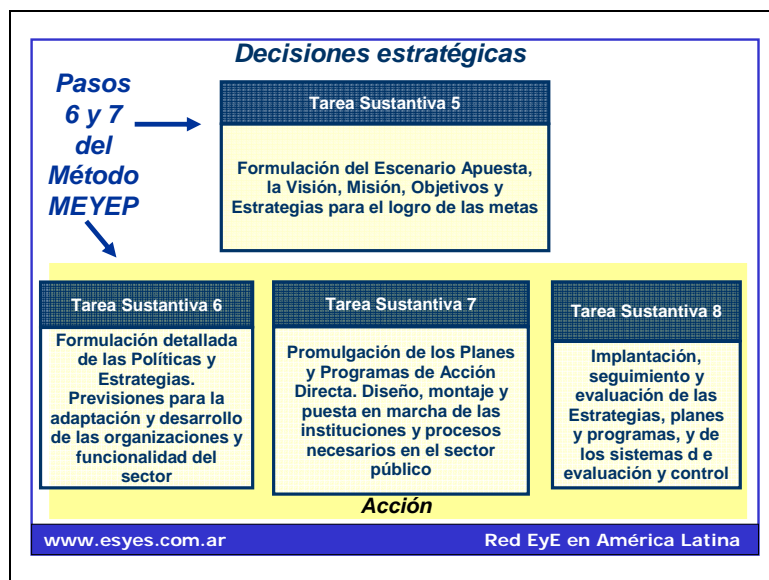 Decisiones estratégicas
Pasos
6 y 7
del
Método
MEYEP
Tarea Sustantiva 5
Formulación del Escenario Apuesta,
la Visión, Misión, Objetivos y
Estrategias para el logro de las metas
Tarea Sustantiva 6
Formulación detallada
de las Políticas y
Estrategias.
Previsiones para la
adaptación y desarrollo
de las organizaciones y
funcionalidad del
sector
Tarea Sustantiva 7
Promulgación de los Planes
y Programas de Acción
Directa. Diseño, montaje y
puesta en marcha de las
instituciones y procesos
necesarios en el sector
público
Tarea Sustantiva 8
Implantación,
seguimiento y
evaluación de las
Estrategias, planes
y programas, y de
los sistemas d e
evaluación y control
Acción
www.esyes.com.ar
Red EyE en América Latina